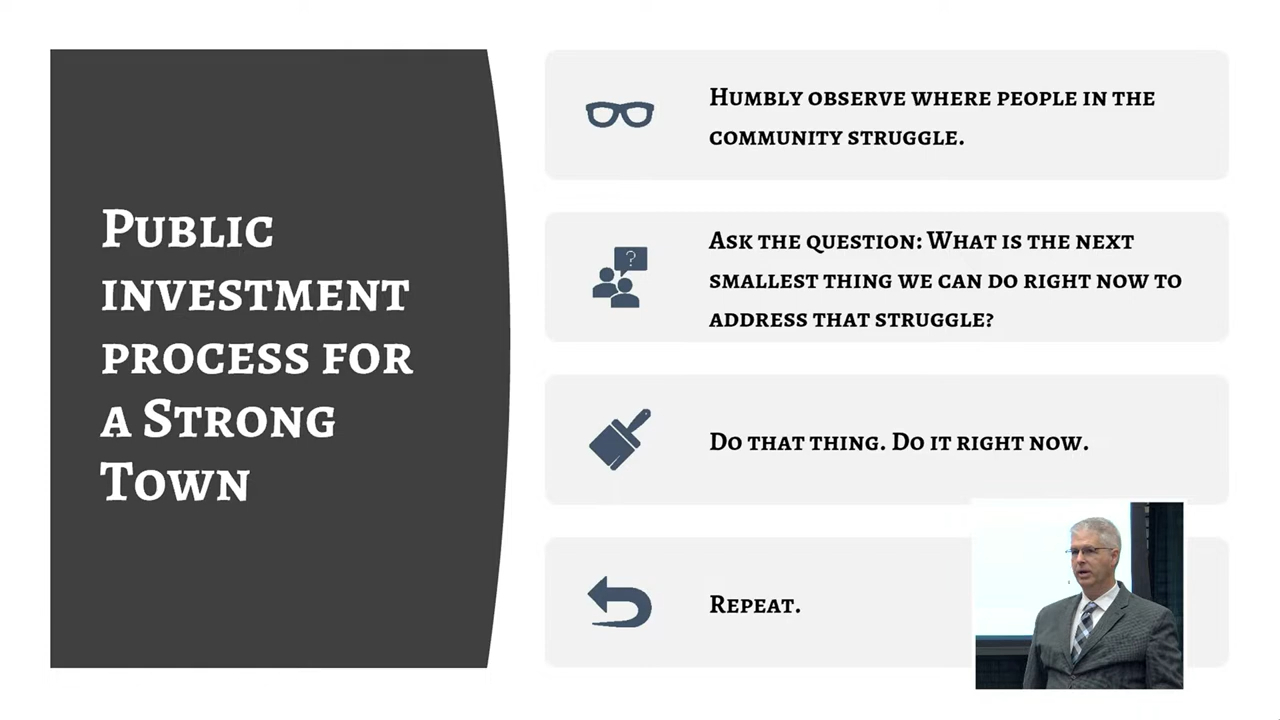 Public
investment
process for
a Strong
Town
Humbly observe where people in the
community struggle.
?
Ask the question: What is the next
smallest thing we can do right now to
address that struggle?
Do that thing. Do it right now.
Repeat.